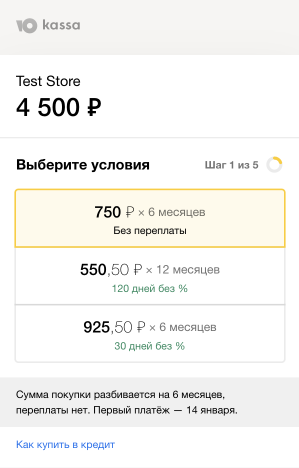 Ю kassa
Test Store
4 500 ₽
Выберите условия
Шаг 1 из 5
750 ₽ × 6 месяцев
Без переплаты
550,50 ₽ × 12 месяцев
120 дней без %
925,50 ₽ × 6 месяцев
30 дней без %
Сумма покупки разбивается на 6 месяцев,
переплаты нет. Первый платёж — 14 января.
Как купить в кредит